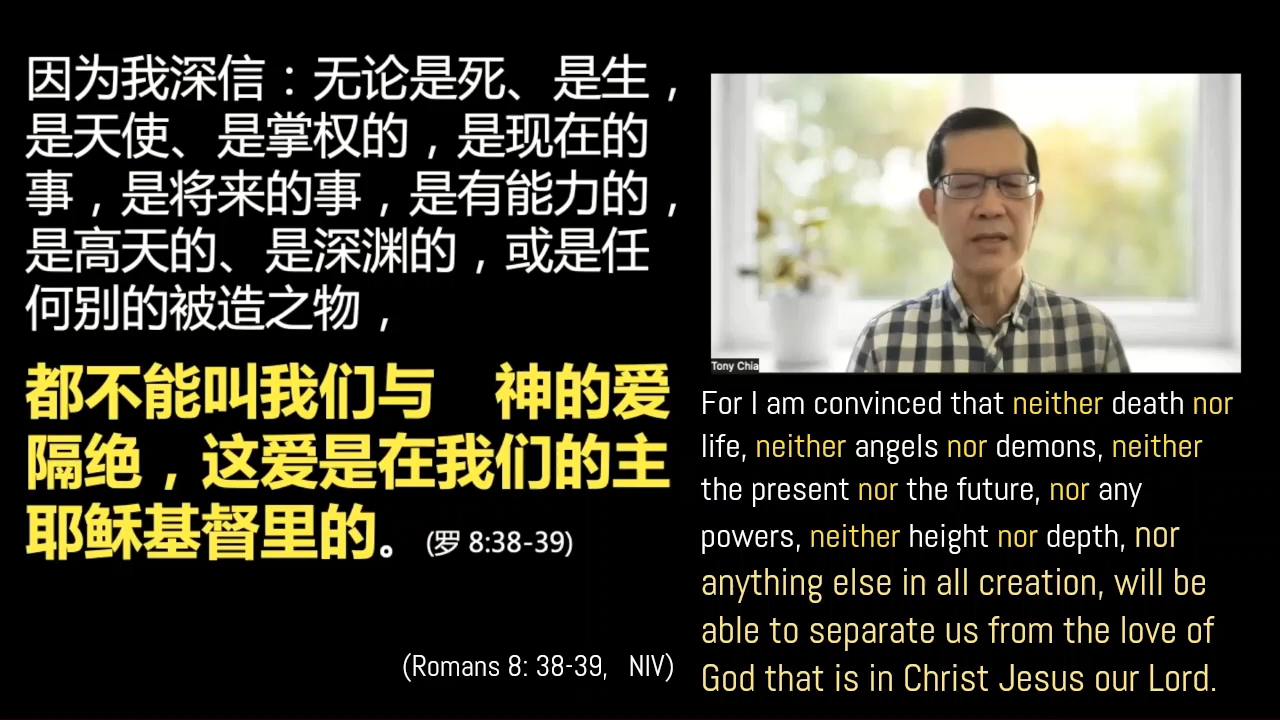 因为我深信：无论是死、是生，
是天使、是掌权的，是现在的
事，是将来的事，是有能力的，
是高天的、是深渊的，或是任
何别的被造之物，
都不能叫我们与　神的爱
隔绝，这爱是在我们的主
耶稣基督里的。(罗 8:38-39)
(Romans 8: 38-39, NIV)
Tony Chia
For I am convinced that neither death nor
life, neither angels nor demons, neither
the present nor the future, nor any
powers, neither height nor depth, nor
anything else in all creation, will be
able to separate us from the love of
God that is in Christ Jesus our Lord.